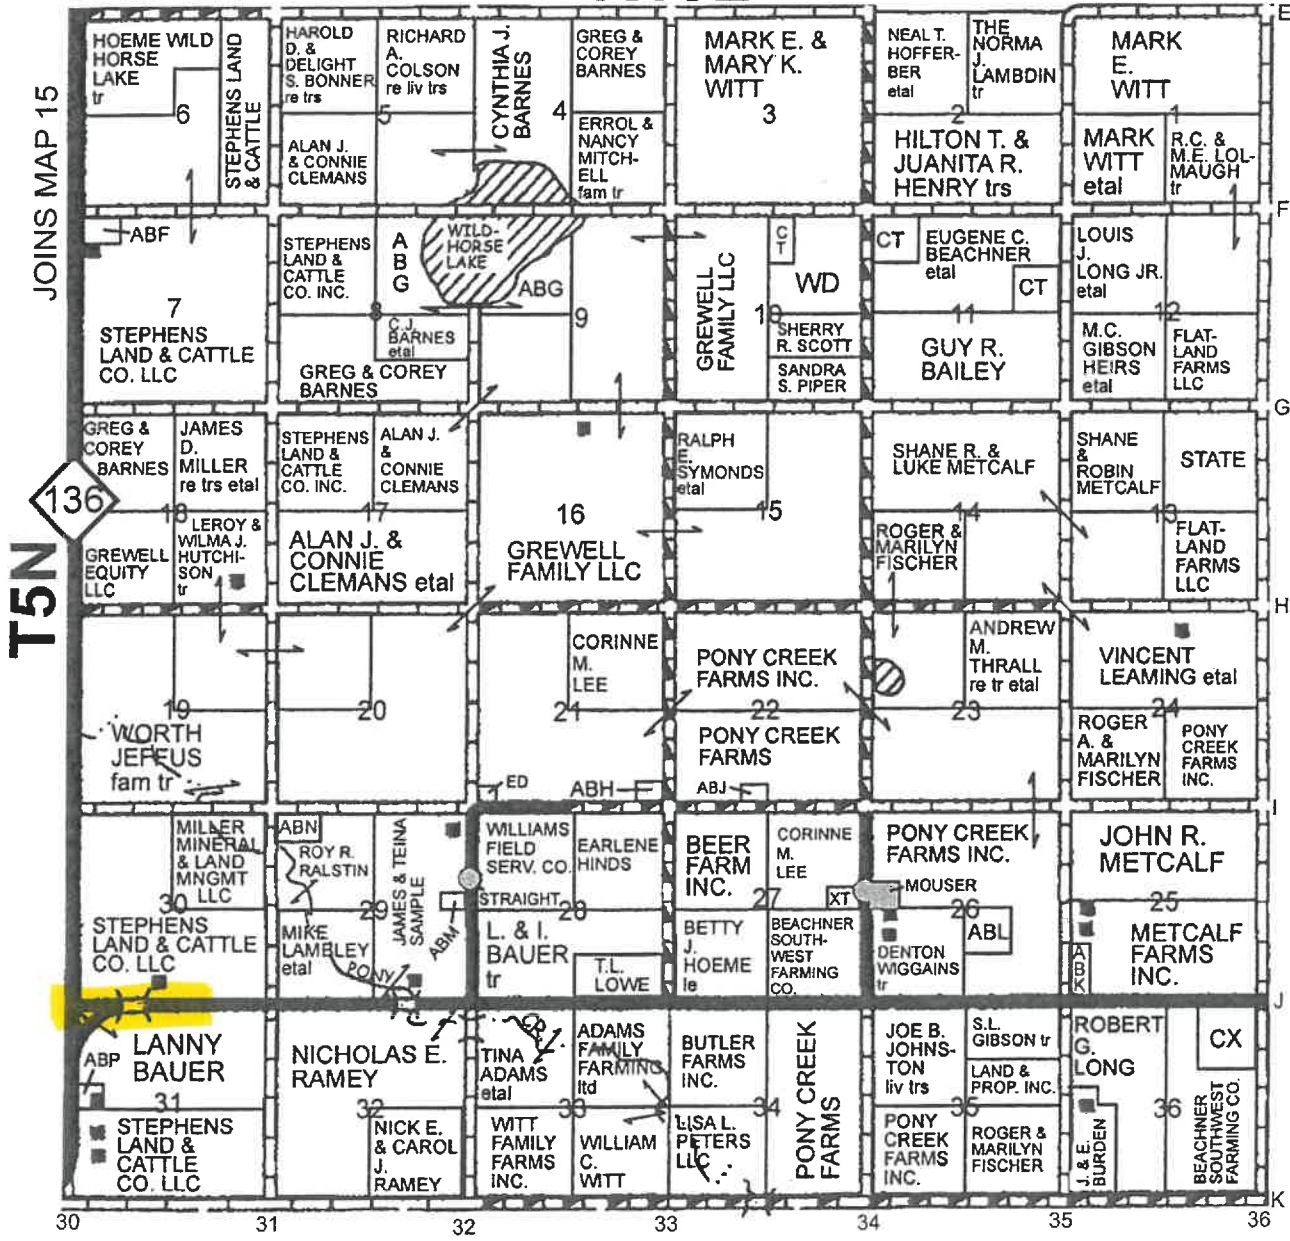 JOINS MAP 15
T5N
136
E
F
G
H
I
J
K
30
31
32
33
34
35
36
HOEME WILD
HORSE
LAKE
tr
6
STEPHENS LAND
& CATTLE
HAROLD
D. &
DELIGHT
S. BONNER
re trs
RICHARD
A.
COLSON
re liv trs
5
ALAN J.
& CONNIE
CLEMANS
CYNTHIA J.
BARNES
4
GREG &
COREY
BARNES
ERROL &
NANCY
MITCH-
ELL
fam tr
MARK E. &
MARY K.
WITT
3
NEAL T.
HOFFER-
BER
etal
THE
NORMA
J.
LAMBDIN
tr
2
HILTON T. &
JUANITA R.
HENRY trs
MARK
E.
WITT
1
MARK
WITT
etal
R.C. &
M.E. LOL-
MAUGH
tr
ABF
7
STEPHENS
LAND & CATTLE
CO. LLC
STEPHENS
LAND &
CATTLE
CO. INC.
A
B
G
WILD-
HORSE
LAKE
ABG
8
C.J.
BARNES
etal
GREG & COREY
BARNES
9
GREWELL
FAMILY LLC
C
T
WD
10
SHERRY
R. SCOTT
SANDRA
S. PIPER
CT
EUGENE C.
BEACHNER
etal
CT
11
GUY R.
BAILEY
LOUIS
J.
LONG JR.
etal
12
M.C.
GIBSON
HEIRS
etal
FLAT-
LAND
FARMS
LLC
GREG &
COREY
BARNES
JAMES
D.
MILLER
re trs etal
18
GREWELL
EQUITY
LLC
LEROY &
WILMA J.
HUTCHI-
SON
tr
STEPHENS
LAND &
CATTLE
CO. INC.
ALAN J.
&
CONNIE
CLEMANS
17
ALAN J. &
CONNIE
CLEMANS etal
16
GREWELL
FAMILY LLC
RALPH
E.
SYMONDS
etal
15
SHANE R. &
LUKE METCALF
14
ROGER &
MARILYN
FISCHER
SHANE
&
ROBIN
METCALF
STATE
13
FLAT-
LAND
FARMS
LLC
19
WORTH
JEFFUS
fam tr
20
CORINNE
M.
LEE
21
ED
ABH
PONY CREEK
FARMS INC.
22
PONY CREEK
FARMS
ABJ
ANDREW
M.
THRALL
re tr etal
23
VINCENT
LEAMING etal
24
ROGER
A. &
MARILYN
FISCHER
PONY
CREEK
FARMS
INC.
MILLER
MINERAL
& LAND
MNGMT
LLC
30
STEPHENS
LAND & CATTLE
CO. LLC
ABN
ROY R.
RALSTIN
29
MIKE
LAMBLEY
etal
PONY
JAMES & TEINA
SAMPLE
ABM
WILLIAMS
FIELD
SERV. CO.
STRAIGHT
EARLENE
HINDS
28
L. & I.
BAUER
tr
T.L.
LOWE
BEER
FARM
INC.
CORINNE
M.
LEE
27
XT
BETTY
J.
HOEME
le
BEACHNER
SOUTH-
WEST
FARMING
CO.
PONY CREEK
FARMS INC.
MOUSER
26
ABL
DENTON
WIGGAINS
tr
JOHN R.
METCALF
25
A
B
K
METCALF
FARMS
INC.
ABP
LANNY
BAUER
31
STEPHENS
LAND &
CATTLE
CO. LLC
NICHOLAS E.
RAMEY
32
NICK E.
& CAROL
J.
RAMEY
CR.
TINA
ADAMS
etal
ADAMS
FAMILY
FARMING
ltd
33
WITT
FAMILY
FARMS
INC.
WILLIAM
C.
WITT
BUTLER
FARMS
INC.
34
LISA L.
PETERS
LLC
PONY CREEK
FARMS
JOE B.
JOHNS-
TON
liv trs
S.L.
GIBSON tr
LAND &
PROP. INC.
35
PONY
CREEK
FARMS
INC.
ROGER &
MARILYN
FISCHER
ROBERT
G.
LONG
CX
36
J. & E.
BURDEN
BEACHNER
SOUTHWEST
FARMING CO.